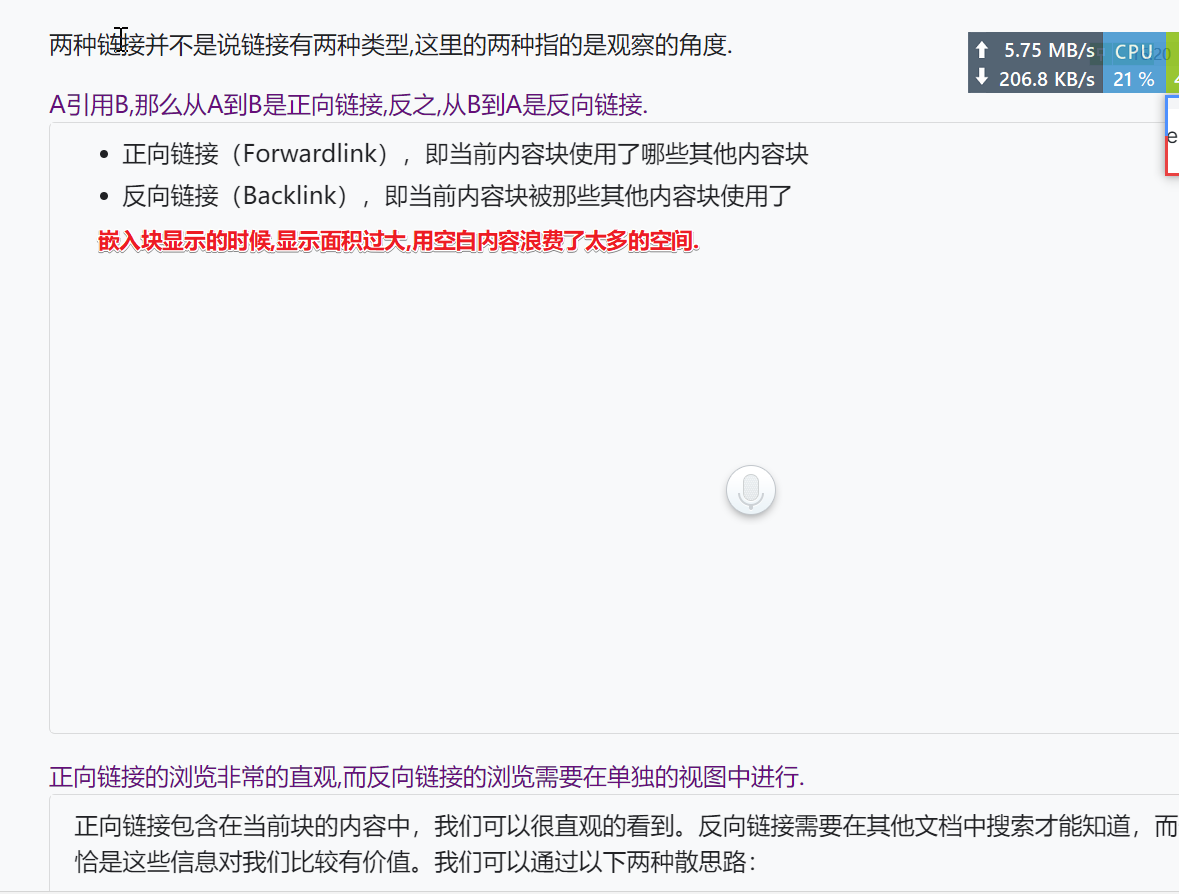 两种链接并不是说链接有两种类型,这里的两种指的是观察的角度.
5.75 MB/s
CPU
206.8 KB/s
21 %
A引用B,那么从A到B是正向链接,反之,从B到A是反向链接.
e
正向链接（Forwardlink），即当前内容块使用了哪些其他内容块
反向链接（Backlink），即当前内容块被那些其他内容块使用了
嵌入块显示的时候,显示面积过大,用空白内容浪费了太多的空间.
正向链接的浏览非常的直观,而反向链接的浏览需要在单独的视图中进行.
正向链接包含在当前块的内容中，我们可以很直观的看到。反向链接需要在其他文档中搜索才能知道，而
恰是这些信息对我们比较有价值。我们可以通过以下两种散思路：